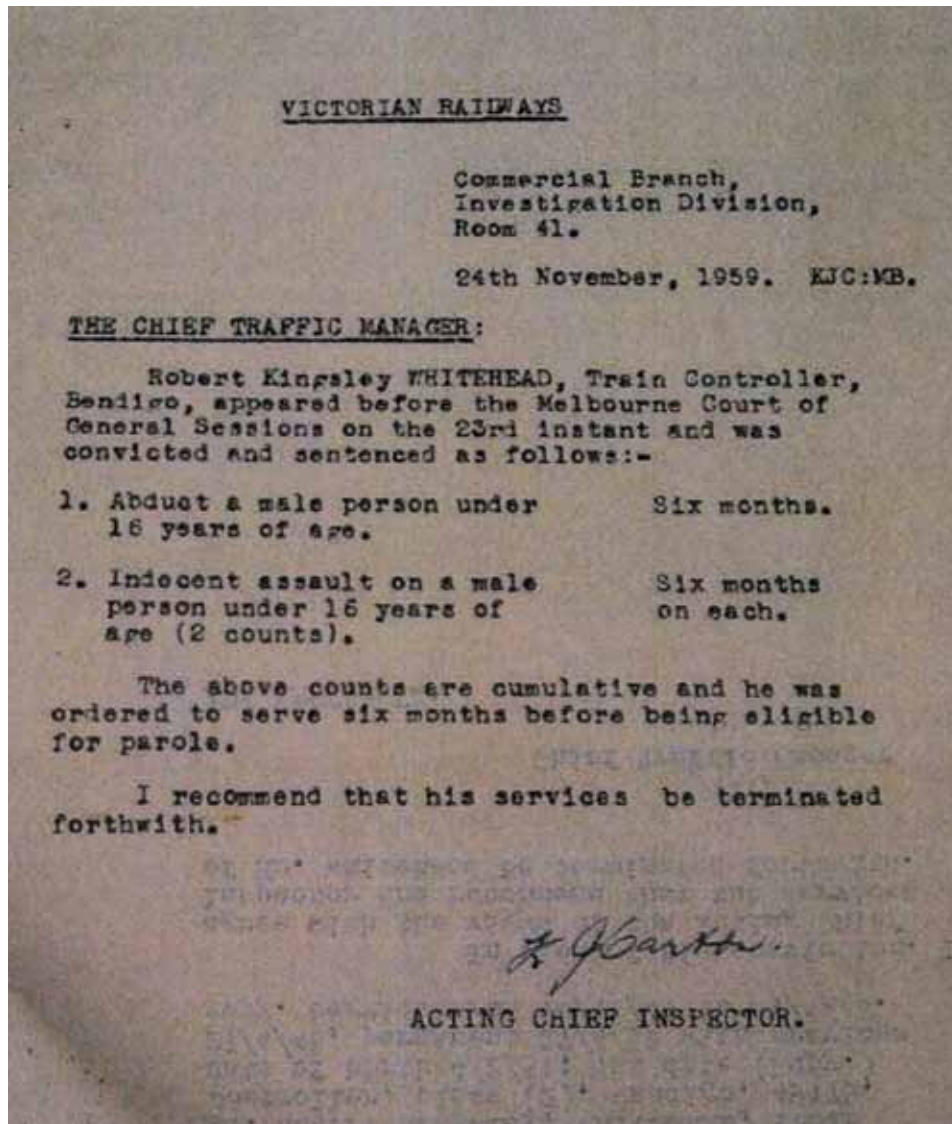 VICTORIAN RAILWAYS
Commercial Branch,
Investigation Division,
Room 41.
24th November, 1959. KJC:MB.
THE CHIEF TRAFFIC MANAGER:
Robert Kingsley WHITEHEAD, Train Controller,
Bendigo, appeared before the Melbourne Court of
General Sessions on the 23rd instant and was
convicted and sentenced as follows:-
1. Abduct a male person under Six months.
16 years of age.
2. Indecent assault on a male Six months
person under 16 years of on each.
age (2 counts).
The above counts are cumulative and he was
ordered to serve six months before being eligible
for parole.
I recommend that his services be terminated
forthwith.
ACTING CHIEF INSPECTOR.